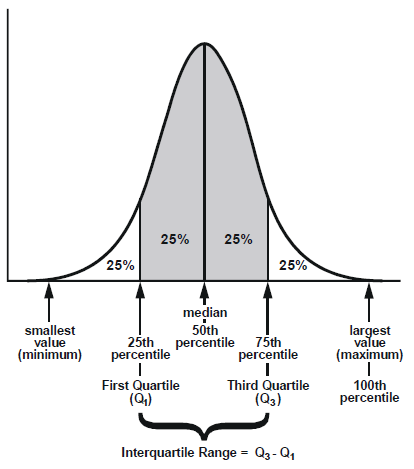 25%
25%
25%
25%
smallest
value
(minimum)
25th
percentile
First Quartile
(Q1)
median
50th
percentile
75th
percentile
Third Quartile
(Q3)
largest
value
(maximum)
100th
percentile
Interquartile Range = Q3 - Q1